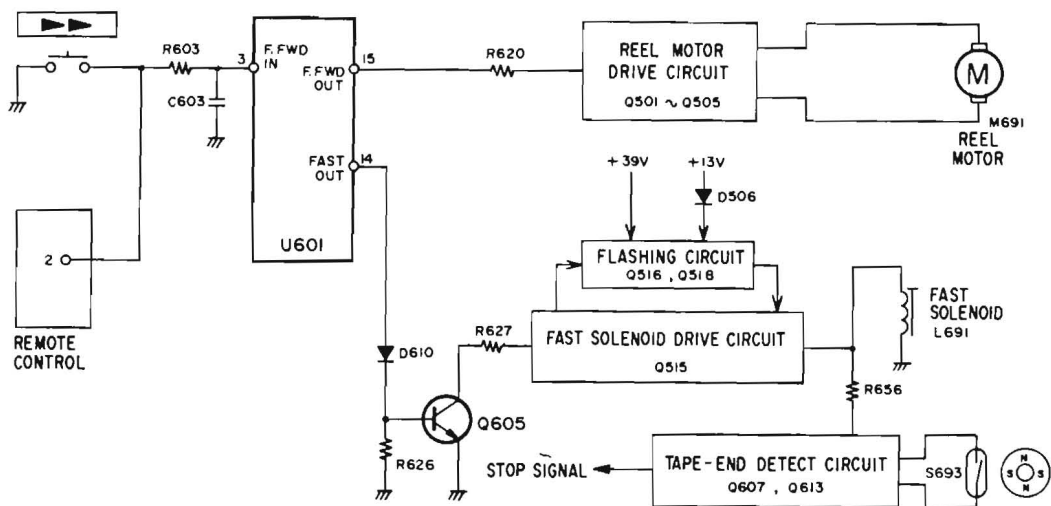 R603
3
F. FWD
IN
C603
15
F. FWD
OUT
FAST
OUT
14
U601
R620
REEL MOTOR
DRIVE CIRCUIT
Q501 ~ Q505
M
M691
REEL
MOTOR
2
REMOTE
CONTROL
+39V
+13V
D506
FLASHING CIRCUIT
Q516 , Q518
D610
R627
FAST SOLENOID DRIVE CIRCUIT
Q515
FAST
SOLENOID
L691
R656
Q605
R626
STOP SIGNAL
TAPE-END DETECT CIRCUIT
Q607 , Q613
S693
N
S
S
N